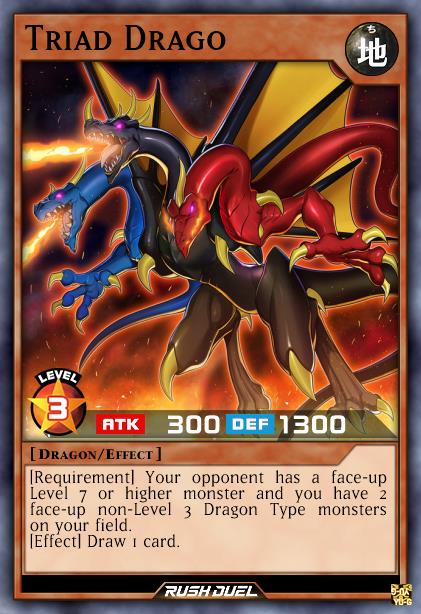 Triad Drago
ち
地
LEVEL
3
ATK 300 DEF 1300
[Dragon/Effect]
[Requirement] Your opponent has a face-up
Level 7 or higher monster and you have 2
face-up non-Level 3 Dragon Type monsters
on your field.
[Effect] Draw 1 card.
RUSH DUEL